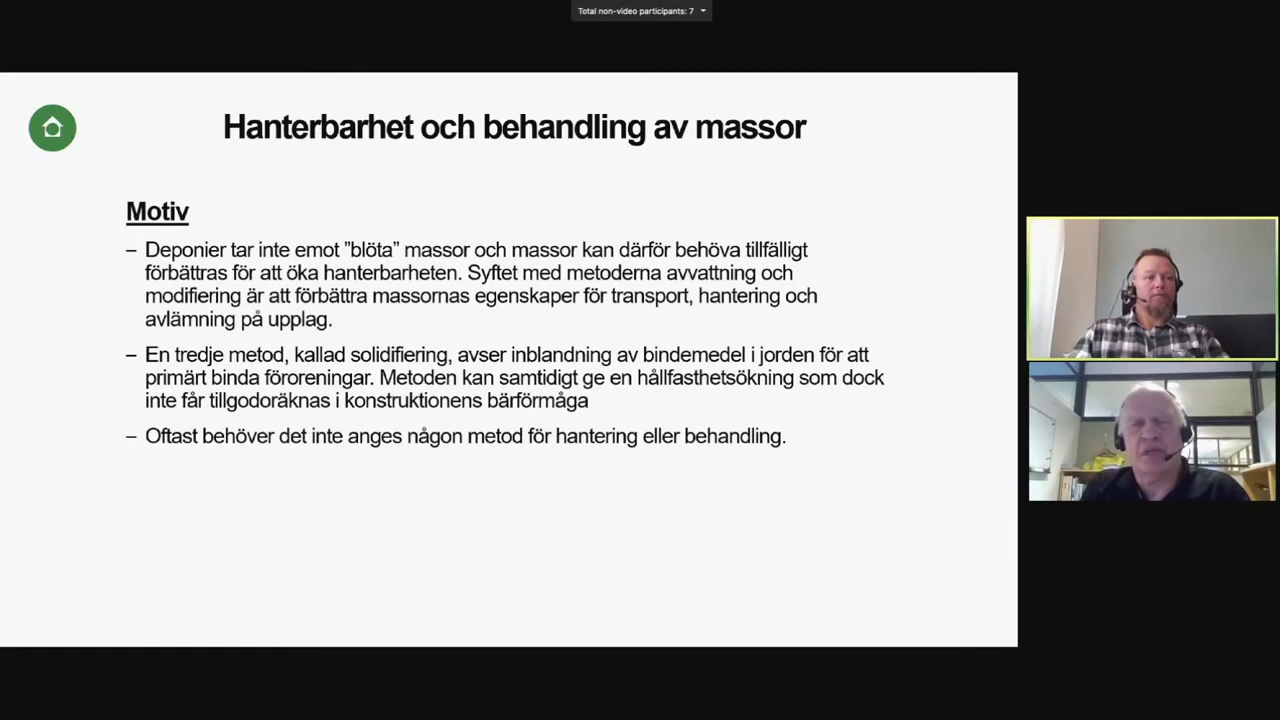 Total non-video participants: 7
Hanterbarhet och behandling av massor
Motiv
– Deponier tar inte emot ”blöta” massor och massor kan därför behöva tillfälligt
förbättras för att öka hanterbarheten. Syftet med metoderna avvattning och
modifiering är att förbättra massornas egenskaper för transport, hantering och
avlämning på upplag.
– En tredje metod, kallad solidifiering, avser inblandning av bindemedel i jorden för att
primärt binda föroreningar. Metoden kan samtidigt ge en hållfasthetsökning som dock
inte får tillgodoräknas i konstruktionens bärförmåga
– Oftast behöver det inte anges någon metod för hantering eller behandling.